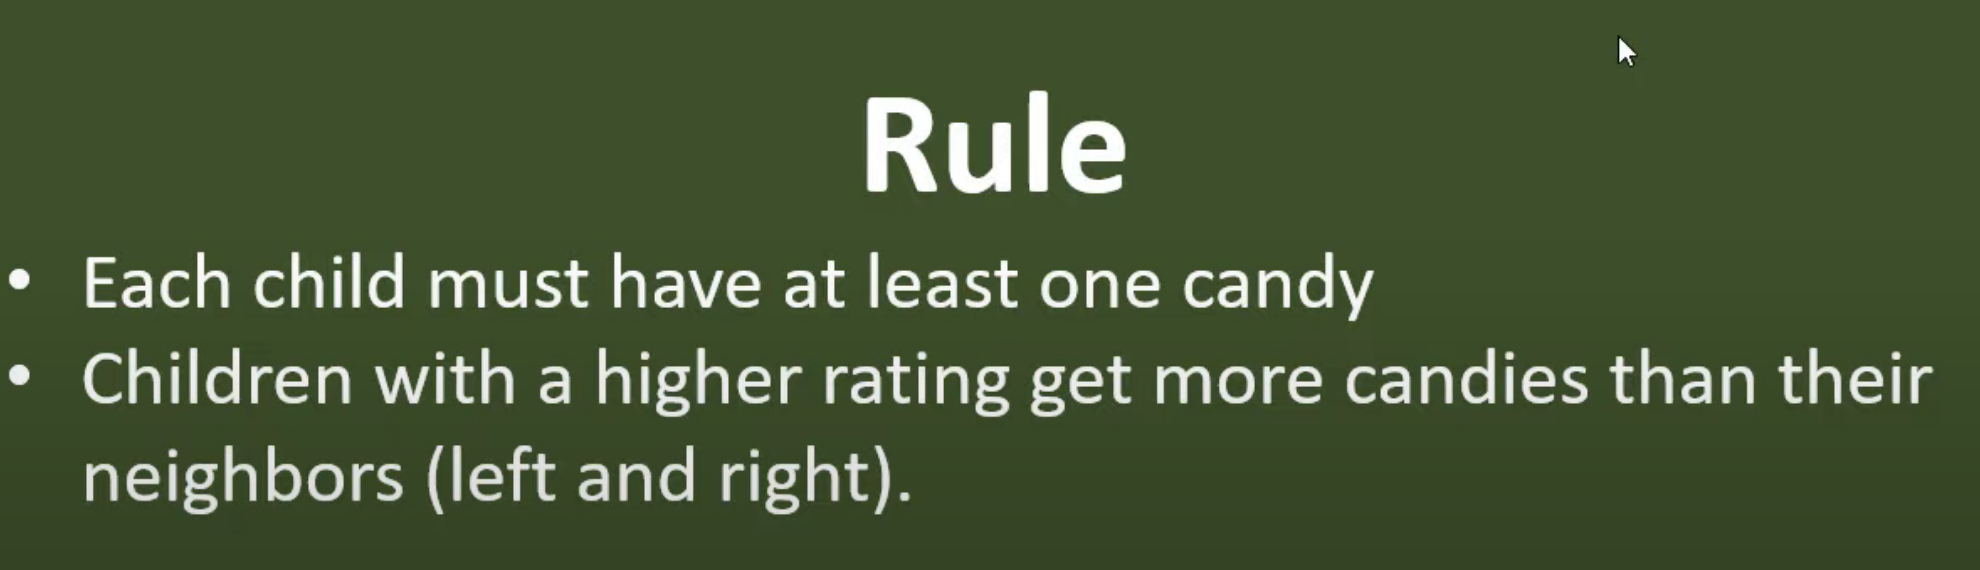 Rule
• Each child must have at least one candy
• Children with a higher rating get more candies than their
neighbors (left and right).